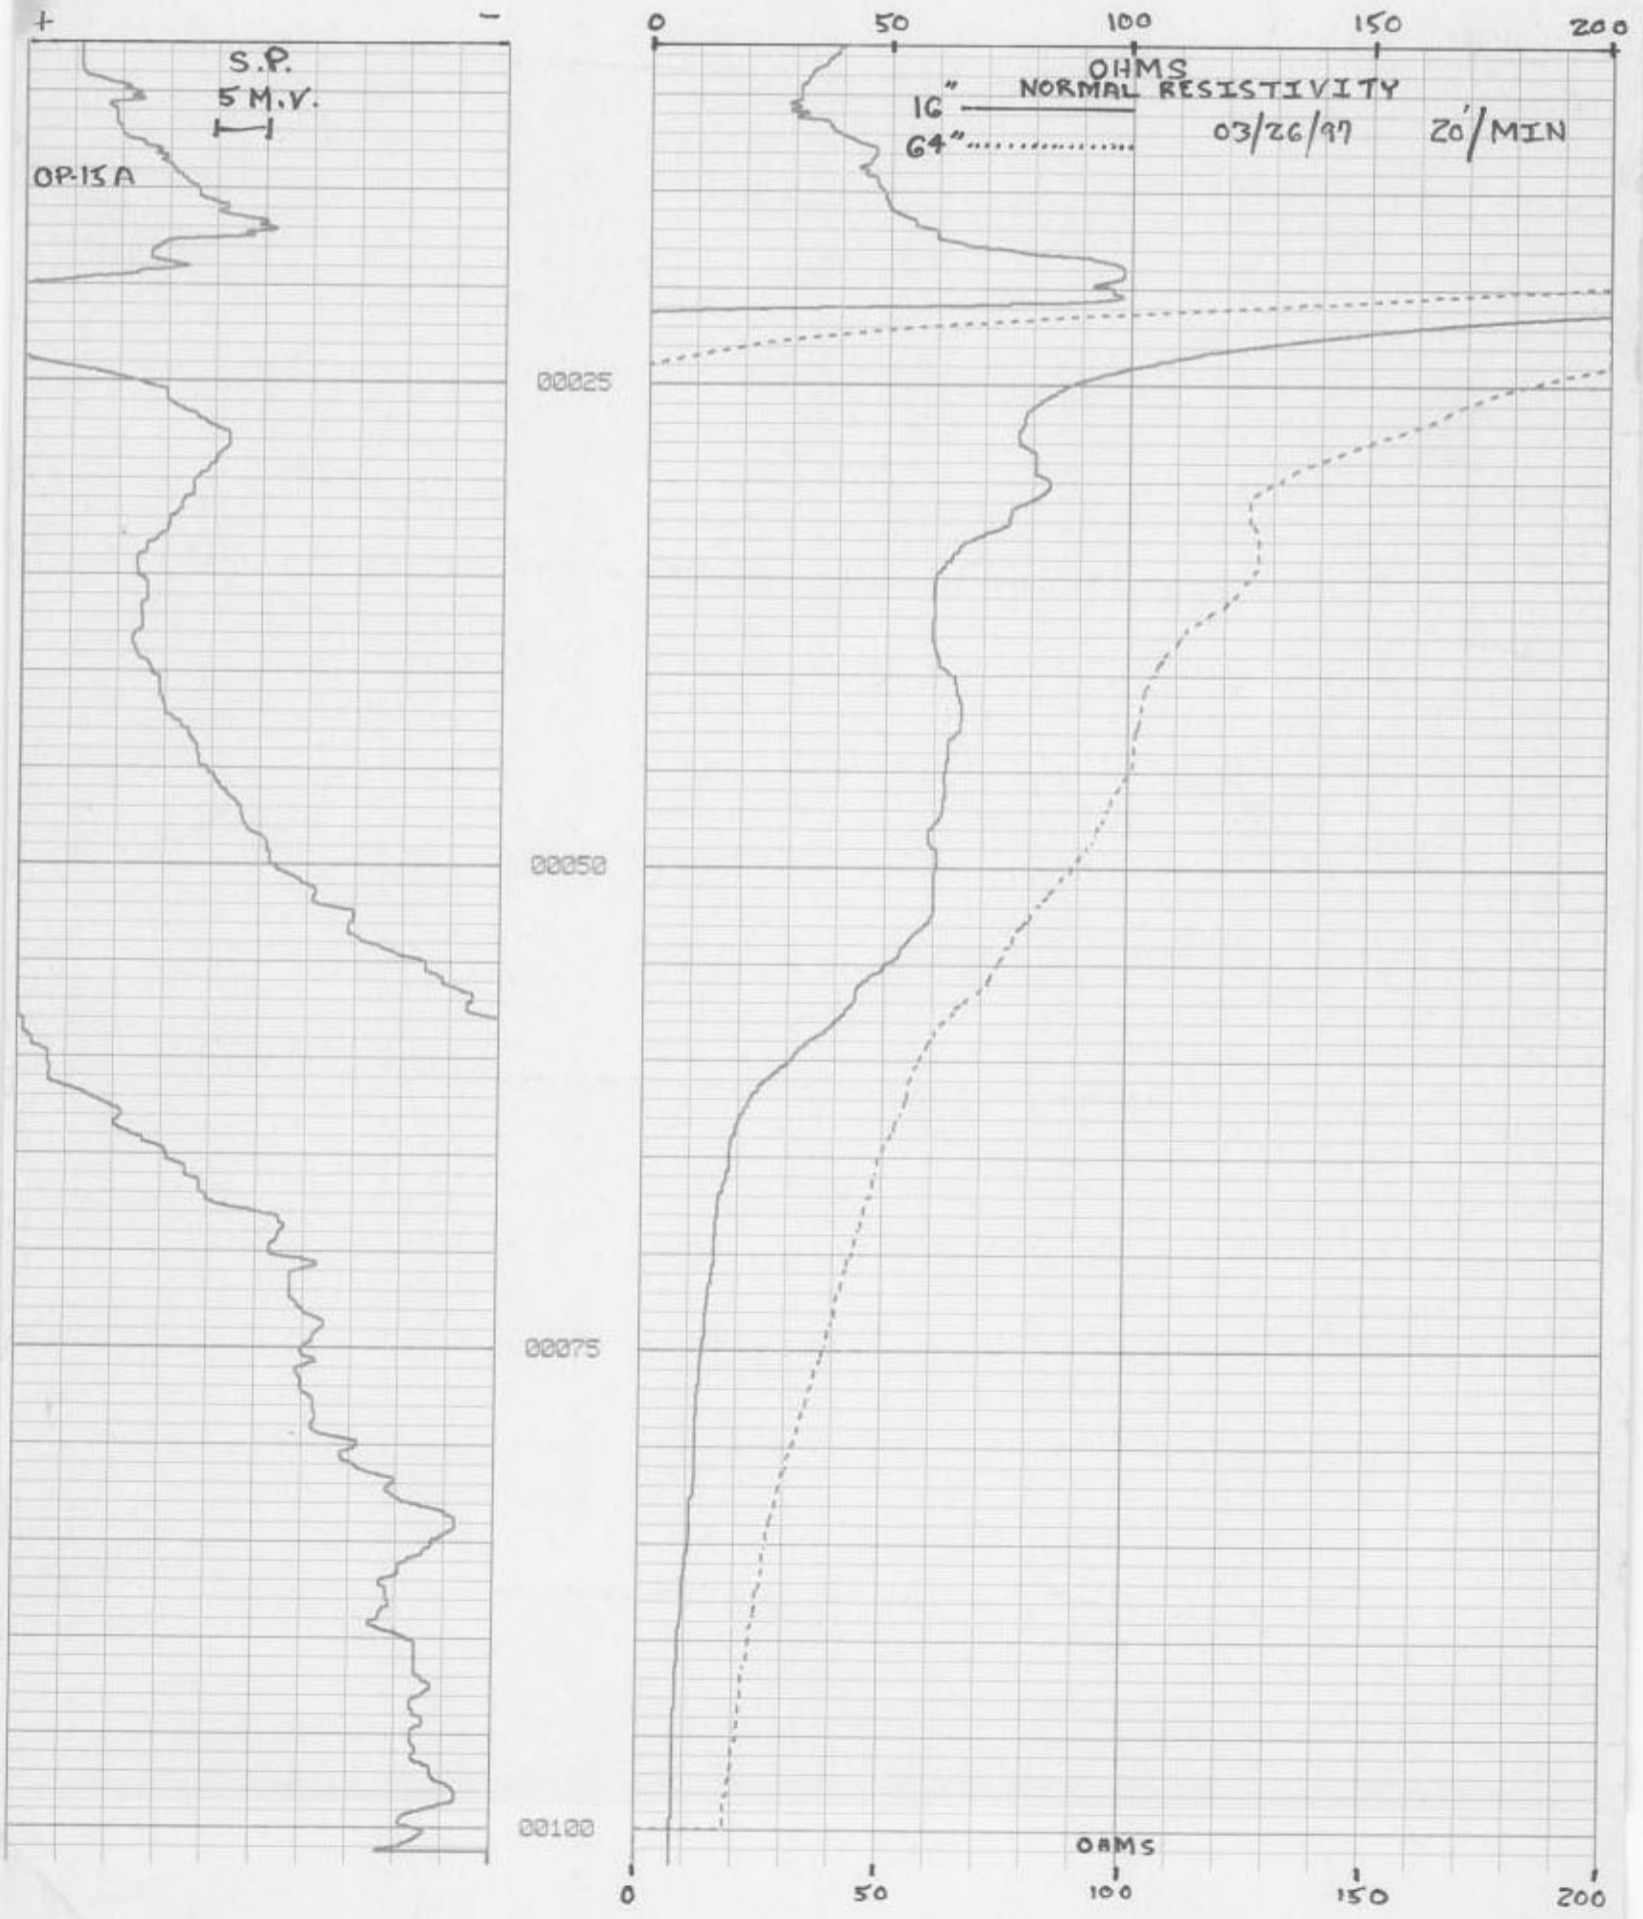 + -
S.P.
5 M.V.
OP-15A
0 50 100 150 200
OHMS
NORMAL RESISTIVITY
16"
64"
03/26/97 20'/MIN
00025
00050
00075
00100
OHMS
0 50 100 150 200